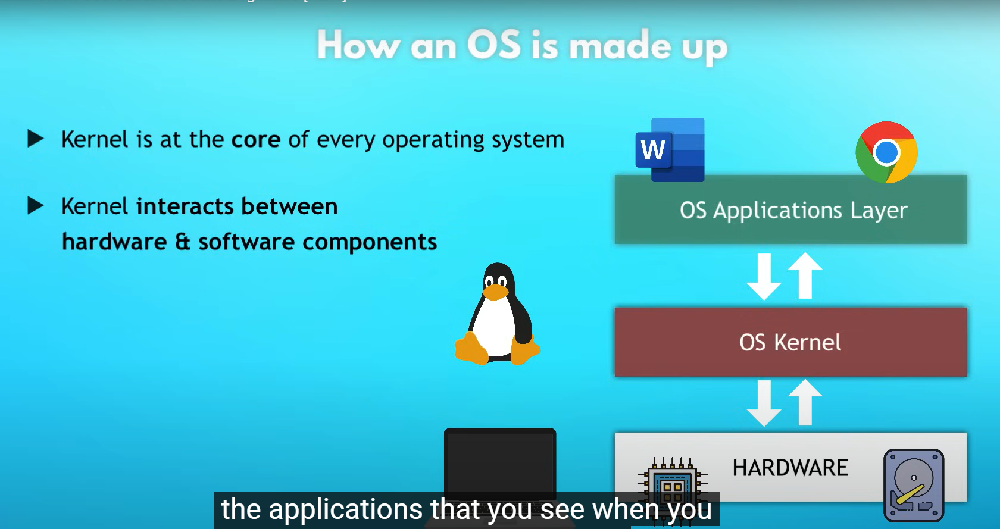 How an OS is made up
Kernel is at the core of every operating system
Kernel interacts between
hardware & software components
W
OS Applications Layer
OS Kernel
HARDWARE
the applications that you see when you